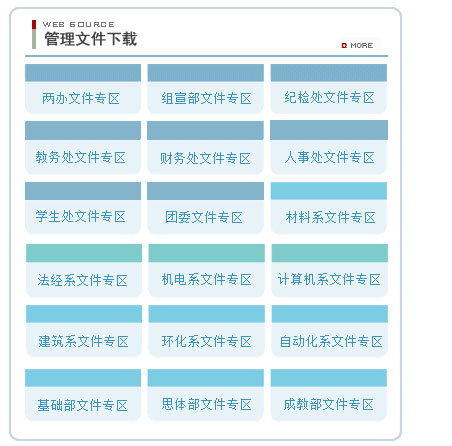 WEB SOURCE
管理文件下载
MORE
两办文件专区 组宣部文件专区 纪检处文件专区
教务处文件专区 财务处文件专区 人事处文件专区
学生处文件专区 团委文件专区 材料系文件专区
法经系文件专区 机电系文件专区 计算机系文件专区
建筑系文件专区 环化系文件专区 自动化系文件专区
基础部文件专区 思体部文件专区 成教部文件专区